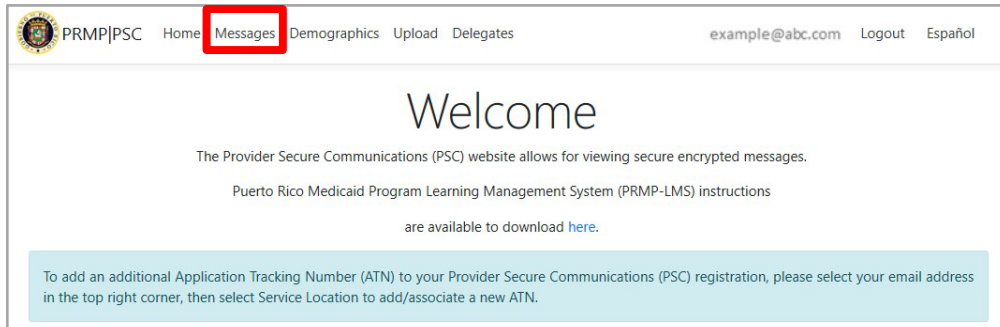 PRMP|PSC Home Messages Demographics Upload Delegates example@abc.com Logout Español
Welcome
The Provider Secure Communications (PSC) website allows for viewing secure encrypted messages.
Puerto Rico Medicaid Program Learning Management System (PRMP-LMS) instructions
are available to download here.
To add an additional Application Tracking Number (ATN) to your Provider Secure Communications (PSC) registration, please select your email address
in the top right corner, then select Service Location to add/associate a new ATN.